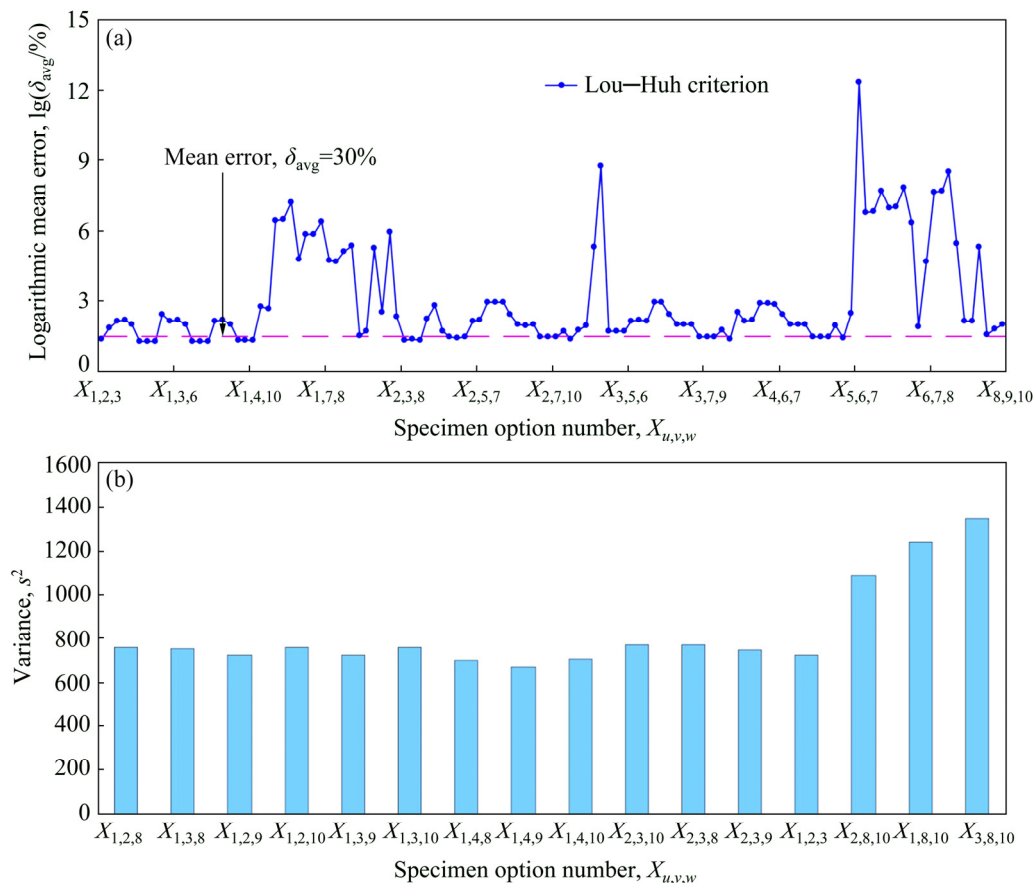 (a)
Logarithmic mean error, lg(δavg/%)
15
12
9
6
3
0
Lou—Huh criterion
Mean error, δavg=30%
X1,2,3 X1,3,6 X1,4,10 X1,7,8 X2,3,8 X2,5,7 X2,7,10 X3,5,6 X3,7,9 X4,6,7 X5,6,7 X6,7,8 X8,9,10
Specimen option number, Xu,v,w
(b)
Variance, s²
1600
1400
1200
1000
800
600
400
200
0
X1,2,8 X1,3,8 X1,2,9 X1,2,10 X1,3,9 X1,3,10 X1,4,8 X1,4,9 X1,4,10 X2,3,10 X2,3,8 X2,3,9 X1,2,3 X2,8,10 X1,8,10 X3,8,10
Specimen option number, Xu,v,w